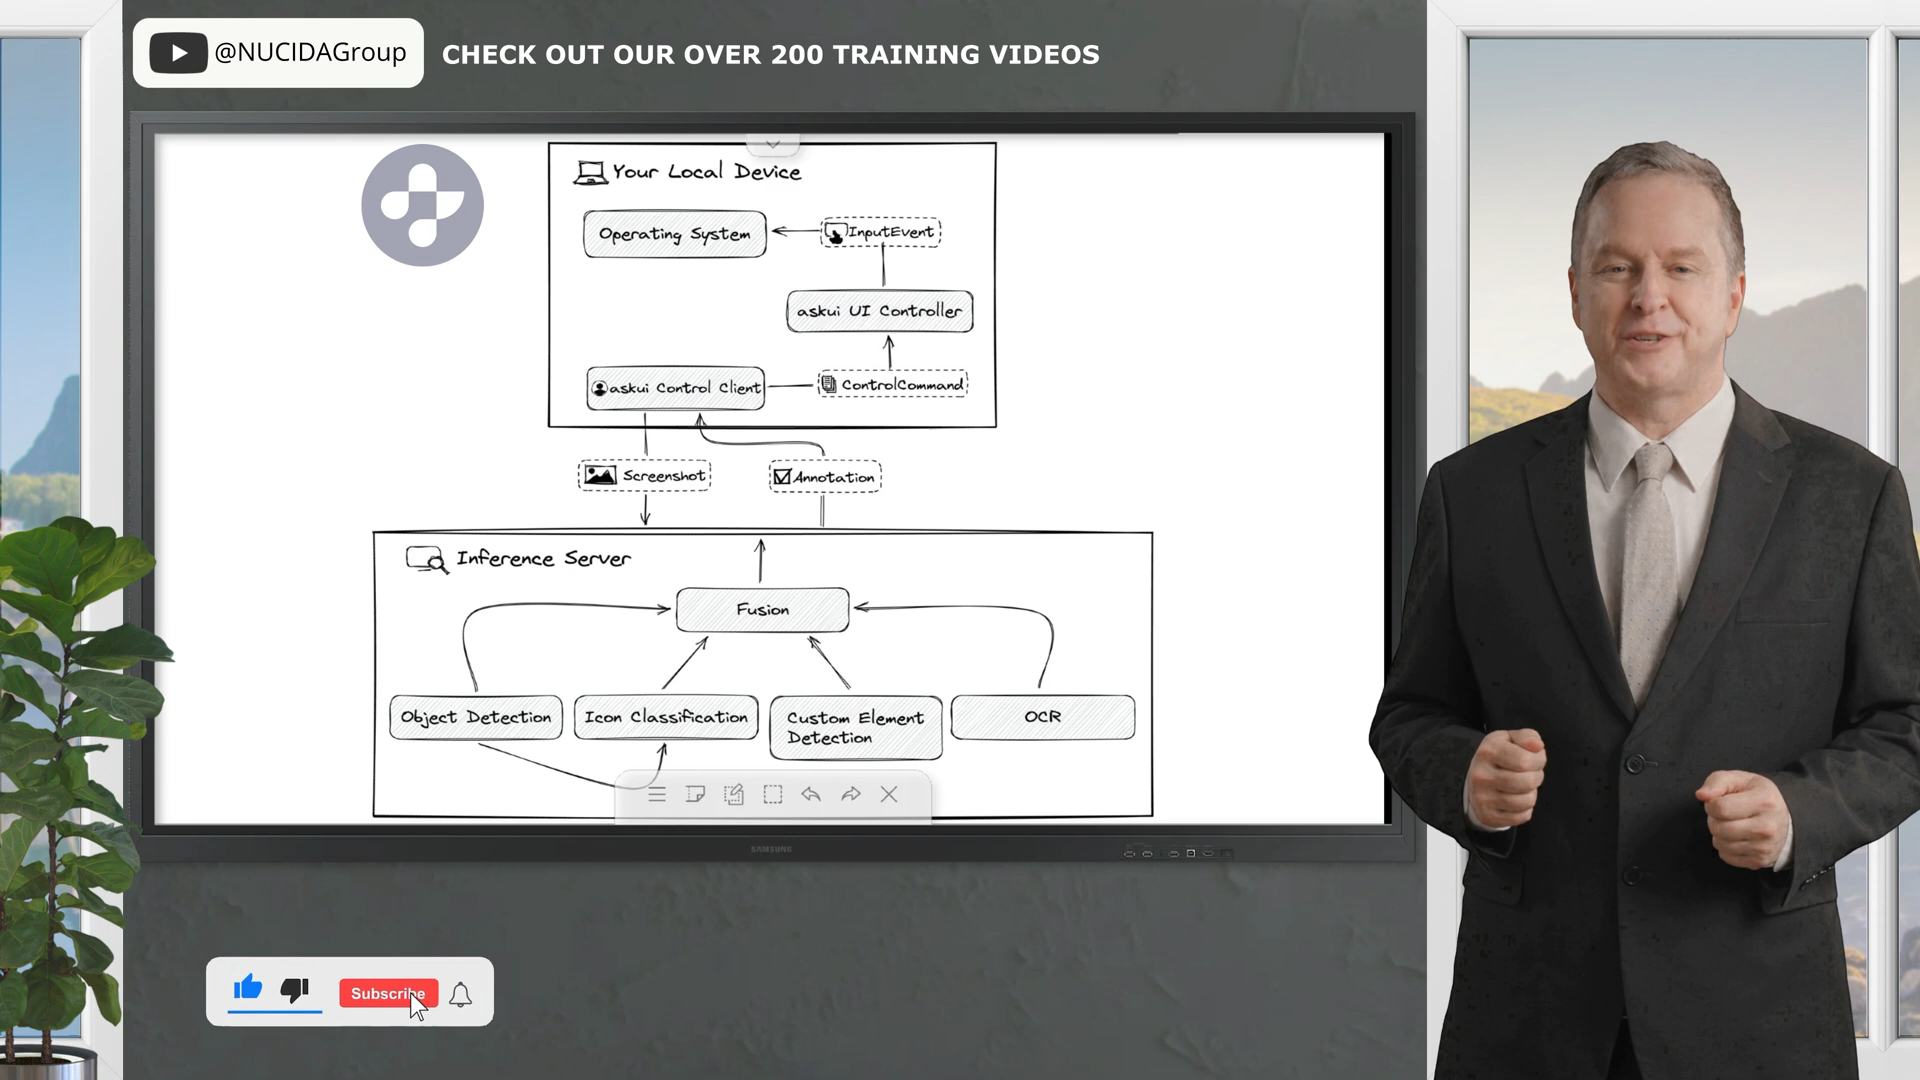 @NUCIDAGroup
CHECK OUT OUR OVER 200 TRAINING VIDEOS
Your Local Device
Operating System
InputEvent
askui UI Controller
askui Control Client
ControlCommand
Screenshot
Annotation
Inference Server
Fusion
Object Detection
Icon Classification
Custom Element
Detection
OCR
SAMSUNG
Subscribe